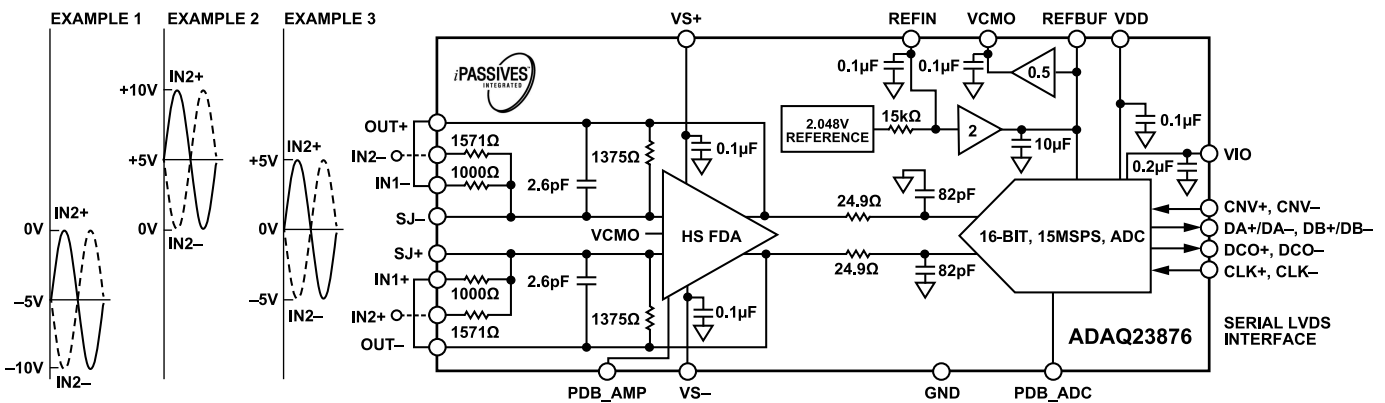 EXAMPLE 1
EXAMPLE 2
EXAMPLE 3
IN2+
+10V
+5V
0V
IN2–
IN2+
0V
–5V
–10V
IN2–
IN2+
+5V
0V
–5V
IN2–
VS+
REFIN
VCMO
REFBUF
VDD
iPASSIVES™
INTEGRATED
0.1µF
0.1µF
0.5
2.048V
REFERENCE
15kΩ
2
10µF
0.1µF
0.2µF
VIO
OUT+
IN2–
IN1–
SJ–
SJ+
IN1+
IN2+
OUT–
1571Ω
1000Ω
2.6pF
1375Ω
0.1µF
VCMO
HS FDA
1000Ω
1571Ω
2.6pF
1375Ω
0.1µF
24.9Ω
82pF
24.9Ω
82pF
16-BIT, 15MSPS, ADC
CNV+, CNV–
DA+/DA–, DB+/DB–
DCO+, DCO–
CLK+, CLK–
SERIAL LVDS
INTERFACE
ADAQ23876
PDB_AMP
VS–
GND
PDB_ADC